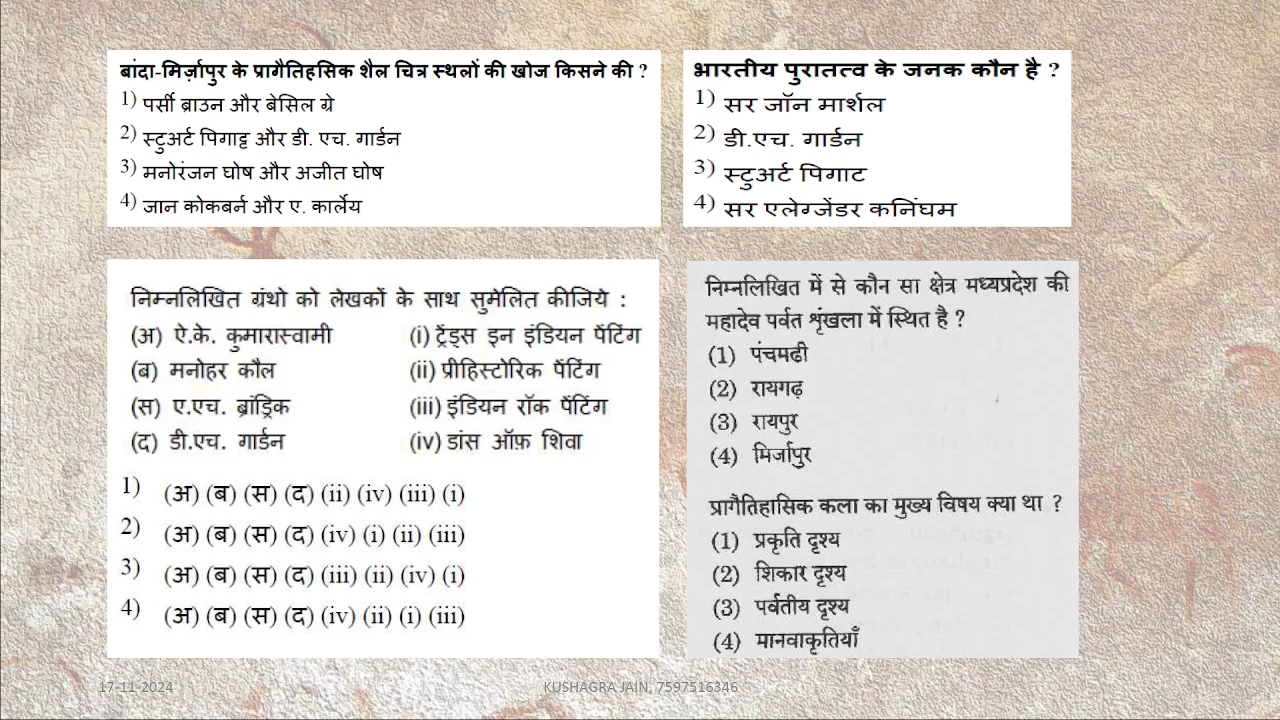 बांदा-मिर्ज़ापुर के प्रागैतिहसिक शैल चित्र स्थलों की खोज किसने की ?
1) पर्सी ब्राउन और बेसिल ग्रे
2) स्टुअर्ट पिगाट्ट और डी. एच. गार्डन
3) मनोरंजन घोष और अजीत घोष
4) जान कोकबर्न और ए. कार्लेय
भारतीय पुरातत्व के जनक कौन है ?
1) सर जॉन मार्शल
2) डी.एच. गार्डन
3) स्टुअर्ट पिगाट
4) सर एलेग्जेंडर कनिंघम
निम्नलिखित ग्रंथो को लेखकों के साथ सुमेलित कीजिये :
(अ) ऐ.के. कुमारास्वामी (i) ट्रेंड्स इन इंडियन पेंटिंग
(ब) मनोहर कौल (ii) प्रीहिस्टोरिक पेंटिंग
(स) ए.एच. ब्रांड्रिक (iii) इंडियन रॉक पेंटिंग
(द) डी.एच. गार्डन (iv) डांस ऑफ़ शिवा
1) (अ) (ब) (स) (द) (ii) (iv) (iii) (i)
2) (अ) (ब) (स) (द) (iv) (i) (ii) (iii)
3) (अ) (ब) (स) (द) (iii) (ii) (iv) (i)
4) (अ) (ब) (स) (द) (iv) (ii) (i) (iii)
निम्नलिखित में से कौन सा क्षेत्र मध्यप्रदेश की
महादेव पर्वत शृंखला में स्थित है ?
(1) पंचमढी
(2) रायगढ़
(3) रायपुर
(4) मिर्जापुर
प्रागैतिहासिक कला का मुख्य विषय क्या था ?
(1) प्रकृति दृश्य
(2) शिकार दृश्य
(3) पर्वतीय दृश्य
(4) मानवाकृतियाँ
17-11-2024
KUSHAGRA JAIN, 7597516346